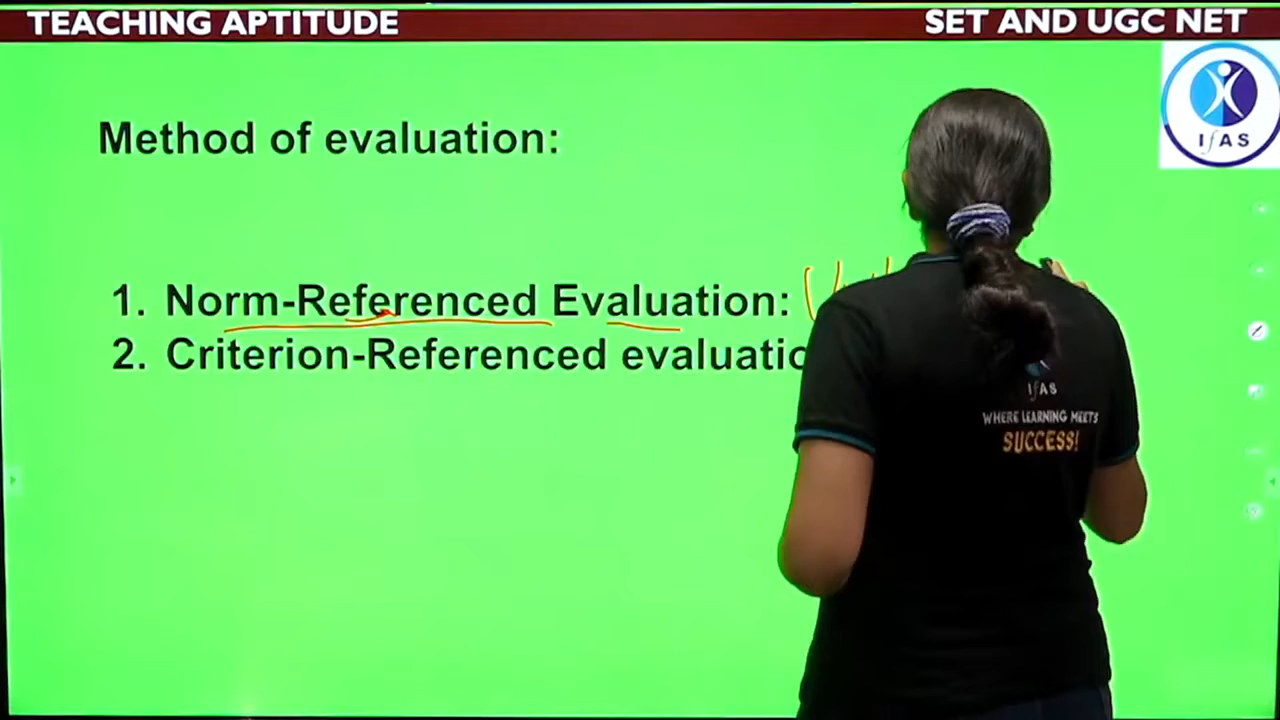 TEACHING APTITUDE
SET AND UGC NET
IfAS
Method of evaluation:
1. Norm-Referenced Evaluation:
2. Criterion-Referenced
IfAS
WHERE LEARNING MEETS
SUCCESS!